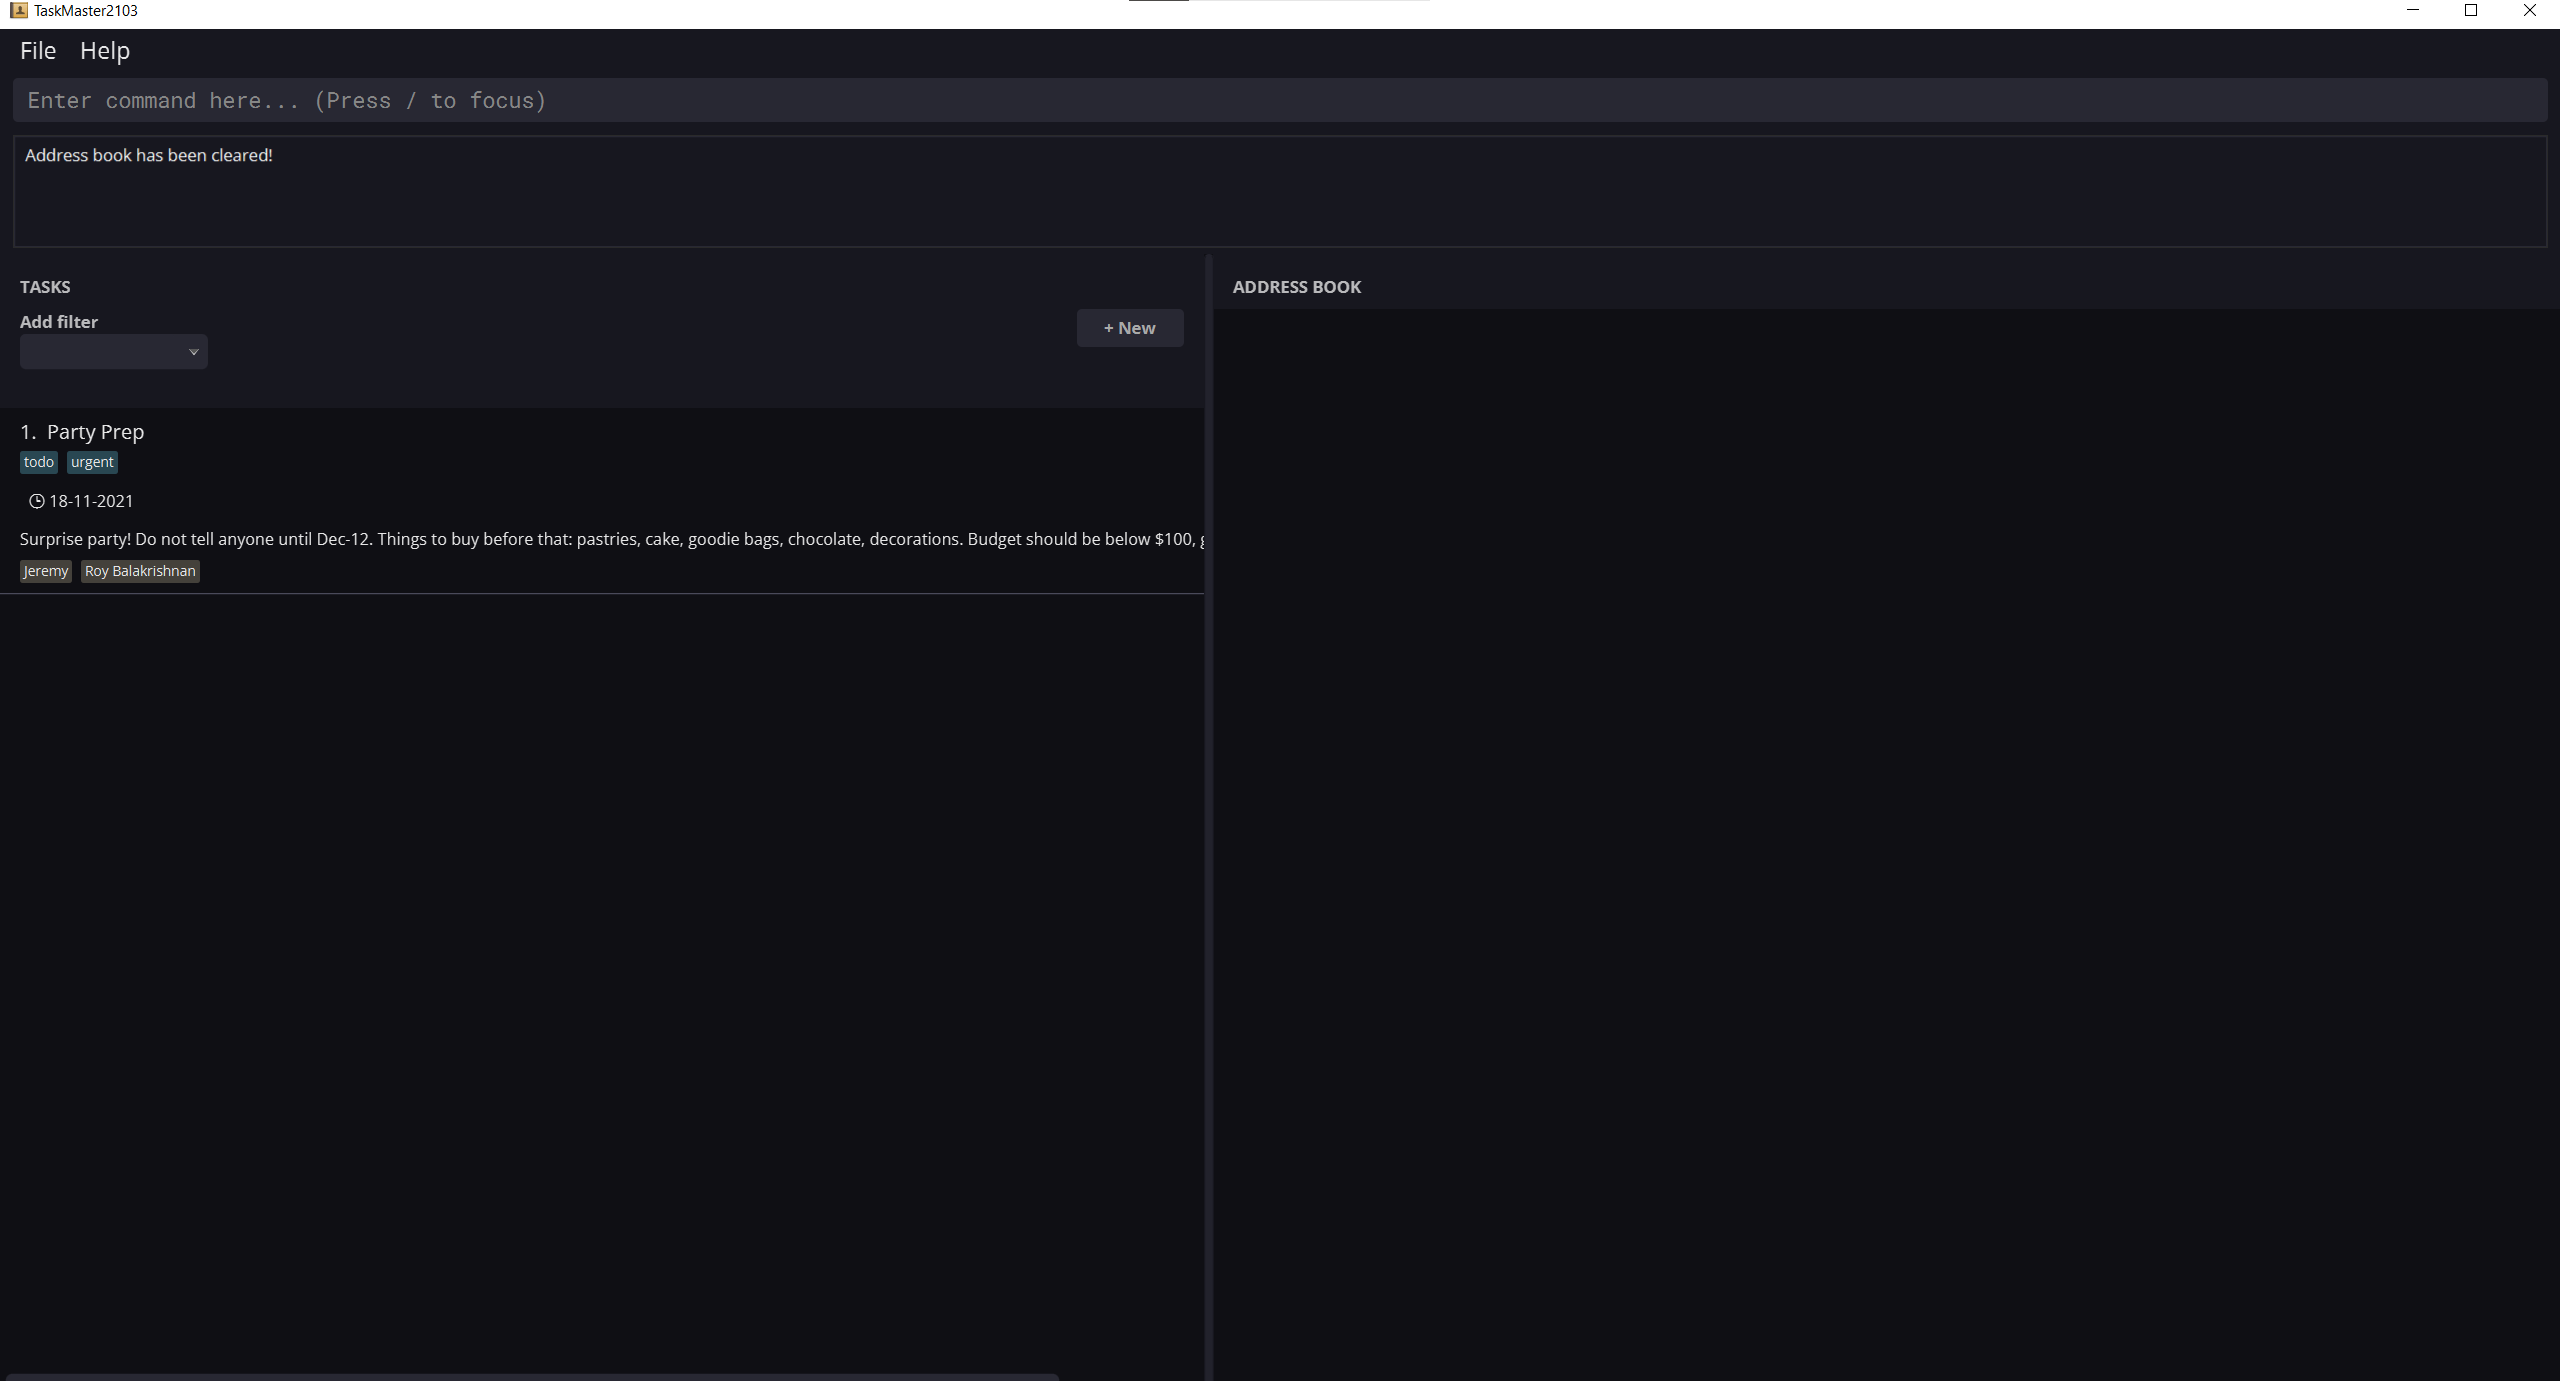 TaskMaster2103
File Help
Enter command here... (Press / to focus)
Address book has been cleared!
TASKS
Add filter
+ New
1. Party Prep
todo urgent
18-11-2021
Surprise party! Do not tell anyone until Dec-12. Things to buy before that: pastries, cake, goodie bags, chocolate, decorations. Budget should be below $100,
Jeremy Roy Balakrishnan
ADDRESS BOOK